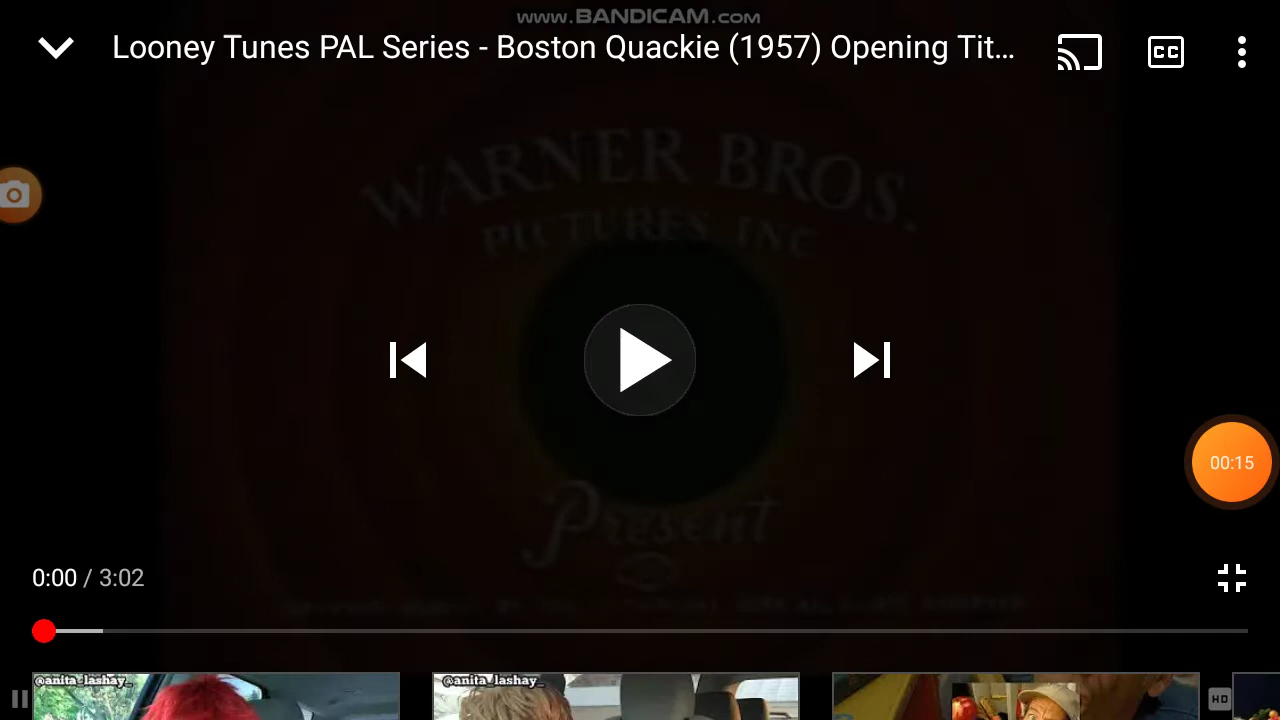 www.BANDICAM.com
Looney Tunes PAL Series - Boston Quackie (1957) Opening Tit...
CC
WARNER BROS.
PICTURES INC
Present
00:15
0:00 / 3:02
@anita_lashay_
@anita_lashay_
HD